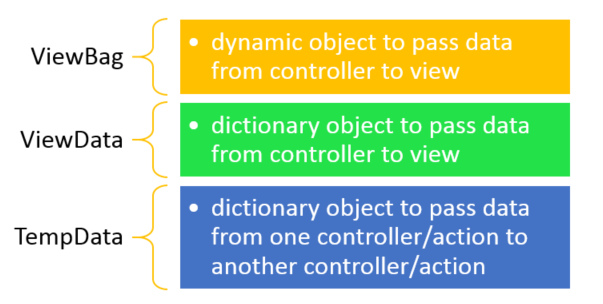 ViewBag
• dynamic object to pass data
from controller to view
ViewData
• dictionary object to pass data
from controller to view
TempData
• dictionary object to pass data
from one controller/action to
another controller/action